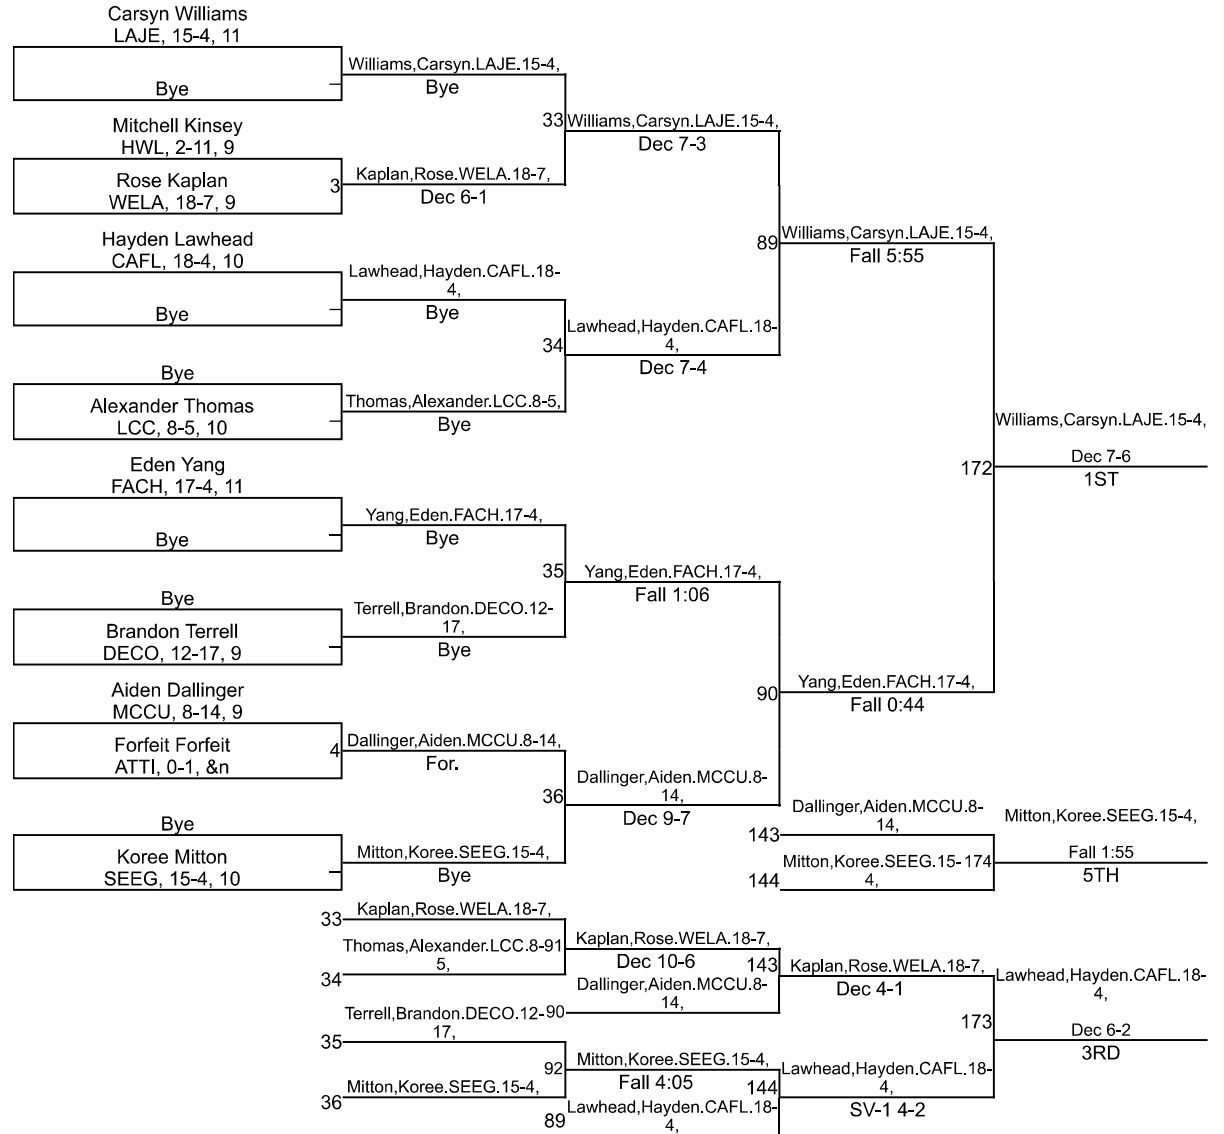 Carsyn Williams
LAJE, 15-4, 11
Bye
Williams,Carsyn.LAJE.15-4,
Bye
Mitchell Kinsey
HWL, 2-11, 9
Rose Kaplan
WELA, 18-7, 9
3
Kaplan,Rose.WELA.18-7,
Dec 6-1
33
Williams,Carsyn.LAJE.15-4,
Dec 7-3
Hayden Lawhead
CAFL, 18-4, 10
Bye
Lawhead,Hayden.CAFL.18-
4,
Bye
Bye
Alexander Thomas
LCC, 8-5, 10
Thomas,Alexander.LCC.8-5,
Bye
34
Lawhead,Hayden.CAFL.18-
4,
Dec 7-4
89
Williams,Carsyn.LAJE.15-4,
Fall 5:55
Eden Yang
FACH, 17-4, 11
Bye
Yang,Eden.FACH.17-4,
Bye
Bye
Brandon Terrell
DECO, 12-17, 9
Terrell,Brandon.DECO.12-
17,
Bye
35
Yang,Eden.FACH.17-4,
Fall 1:06
Aiden Dallinger
MCCU, 8-14, 9
Forfeit Forfeit
ATTI, 0-1, &n
4
Dallinger,Aiden.MCCU.8-14,
For.
Bye
Koree Mitton
SEEG, 15-4, 10
Mitton,Koree.SEEG.15-4,
Bye
36
Dallinger,Aiden.MCCU.8-
14,
Dec 9-7
90
Yang,Eden.FACH.17-4,
Fall 0:44
172
Williams,Carsyn.LAJE.15-4,
Dec 7-6
1ST
143
Dallinger,Aiden.MCCU.8-
14,
144
Mitton,Koree.SEEG.15-
4,
174
Mitton,Koree.SEEG.15-4,
Fall 1:55
5TH
33
Kaplan,Rose.WELA.18-7,
34
Thomas,Alexander.LCC.8-
5,
91
Kaplan,Rose.WELA.18-7,
Dec 10-6
90
Dallinger,Aiden.MCCU.8-
14,
143
Kaplan,Rose.WELA.18-7,
Dec 4-1
35
Terrell,Brandon.DECO.12-
17,
36
Mitton,Koree.SEEG.15-4,
92
Mitton,Koree.SEEG.15-4,
Fall 4:05
89
Lawhead,Hayden.CAFL.18-
4,
144
Lawhead,Hayden.CAFL.18-
4,
SV-1 4-2
173
Lawhead,Hayden.CAFL.18-
4,
Dec 6-2
3RD